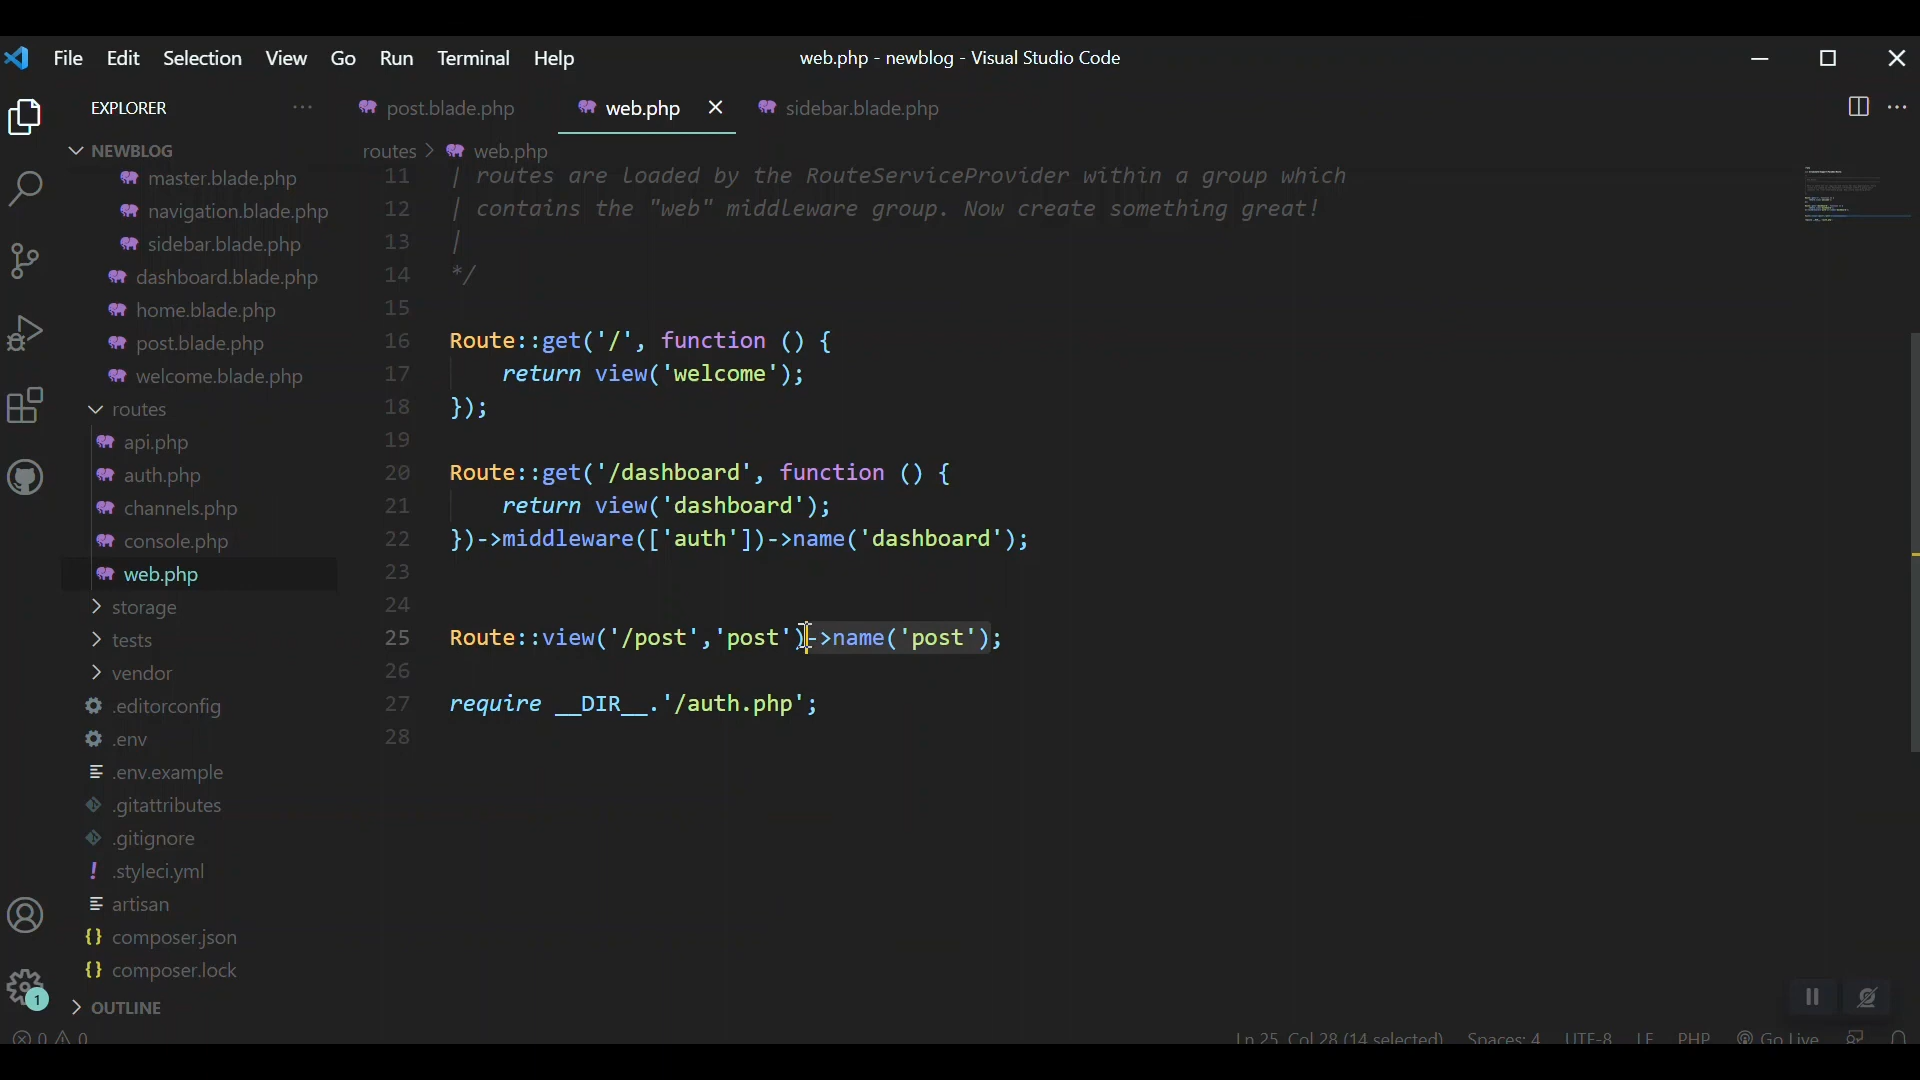 File Edit Selection View Go Run Terminal Help web.php - newblog - Visual Studio Code
EXPLORER ··· post.blade.php web.php sidebar.blade.php
NEWBLOG
routes > web.php
master.blade.php
navigation.blade.php
sidebar.blade.php
dashboard.blade.php
home.blade.php
post.blade.php
welcome.blade.php
routes
api.php
auth.php
channels.php
console.php
web.php
storage
tests
vendor
.editorconfig
.env
.env.example
.gitattributes
.gitignore
.styleci.yml
artisan
composer.json
composer.lock
OUTLINE
1
11 | routes are loaded by the RouteServiceProvider within a group which
12 | contains the "web" middleware group. Now create something great!
13 |
14 */
15
16 Route::get('/', function () {
17 return view('welcome');
18 });
19
20 Route::get('/dashboard', function () {
21 return view('dashboard');
22 })->middleware(['auth'])->name('dashboard');
23
24
25 Route::view('/post','post')->name('post');
26
27 require __DIR__.'/auth.php';
28
0 0 Ln 25, Col 28 (14 selected) Spaces: 4 UTF-8 LF PHP Go Live